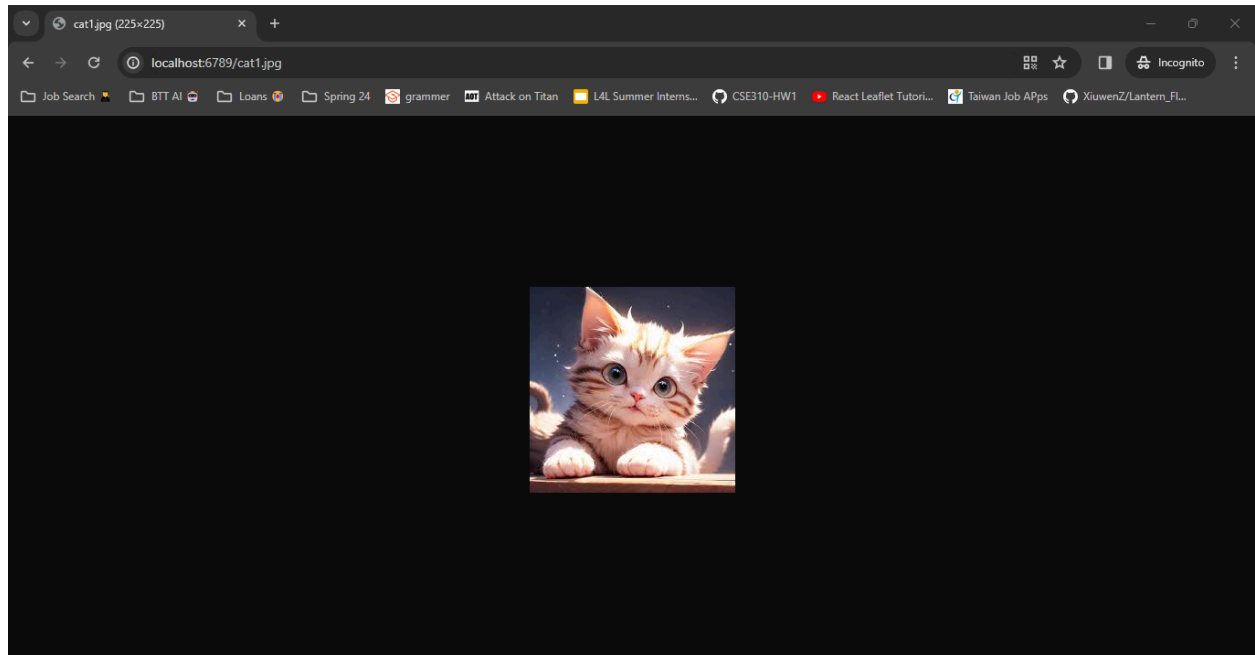 cat1.jpg (225×225)
localhost:6789/cat1.jpg
Incognito
Job Search BTT AI Loans Spring 24 grammer AOT Attack on Titan L4L Summer Interns... CSE310-HW1 React Leaflet Tutori... Taiwan Job APps XiuwenZ/Lantern_Fl...